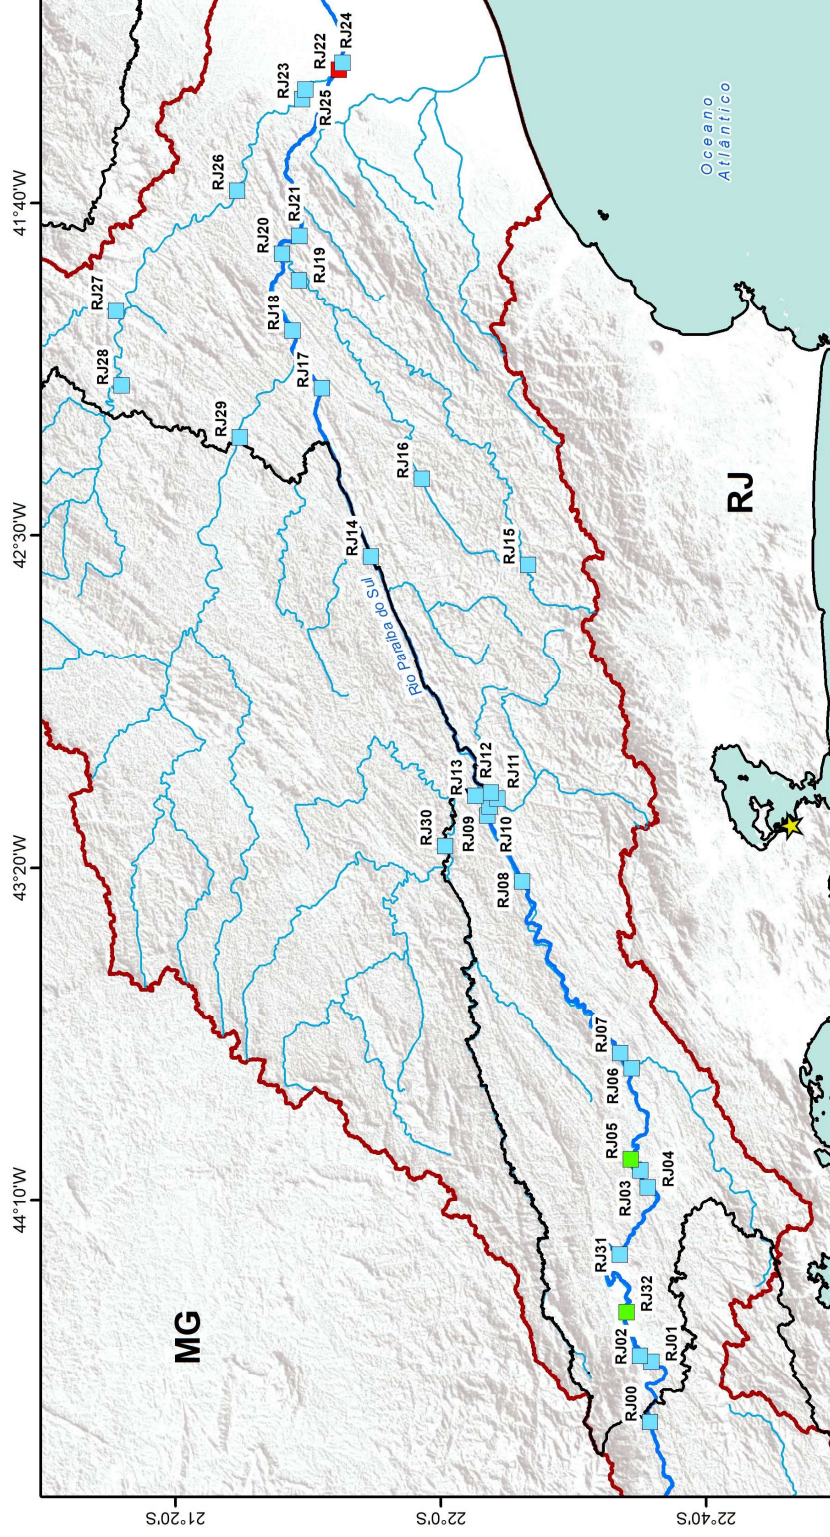 44°10'W
43°20'W
42°30'W
41°40'W
21°20'S
22°0'S
22°40'S
MG
RJ
Rio Paraíba do Sul
Oceano
Atlântico
RJ28
RJ27
RJ26
RJ29
RJ23
RJ22
RJ24
RJ25
RJ20
RJ21
RJ19
RJ18
RJ17
RJ16
RJ15
RJ14
RJ30
RJ13
RJ12
RJ09
RJ10
RJ11
RJ08
RJ07
RJ06
RJ05
RJ03
RJ04
RJ31
RJ32
RJ02
RJ01
RJ00